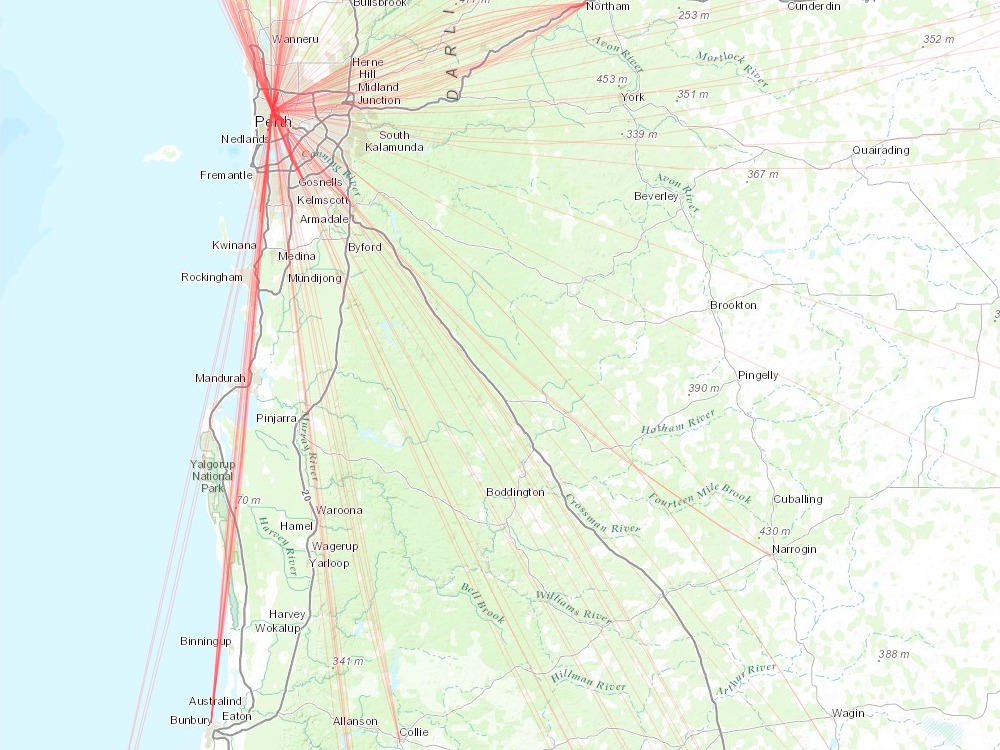 Bullsbrook
Northam
253 m
Cunderdin
Wanneru
352 m
DARLI
Avon River
Mortlock River
Herne
Hill
Midland
Junction
453 m
York
351 m
Perth
Nedlands
South
Kalamunda
339 m
Quairading
Canning River
Fremantle
Gosnells
367 m
Avon River
Kelmscott
Beverley
Armadale
Kwinana
Byford
Medina
Rockingham
Mundijong
Brookton
Mandurah
Pingelly
390 m
Pinjarra
Murray River
Hotham River
Yalgorup
National
Park
70 m
20
Boddington
Fourteen Mile Brook
Cuballing
Crossman River
Waroona
Hamel
Harvey River
430 m
Wagerup
Narrogin
Yarloop
Bell Brook
Williams River
Harvey
Wokalup
Binningup
341 m
388 m
Hillman River
Arthur River
Australind
Bunbury
Eaton
Allanson
Collie
Wagin